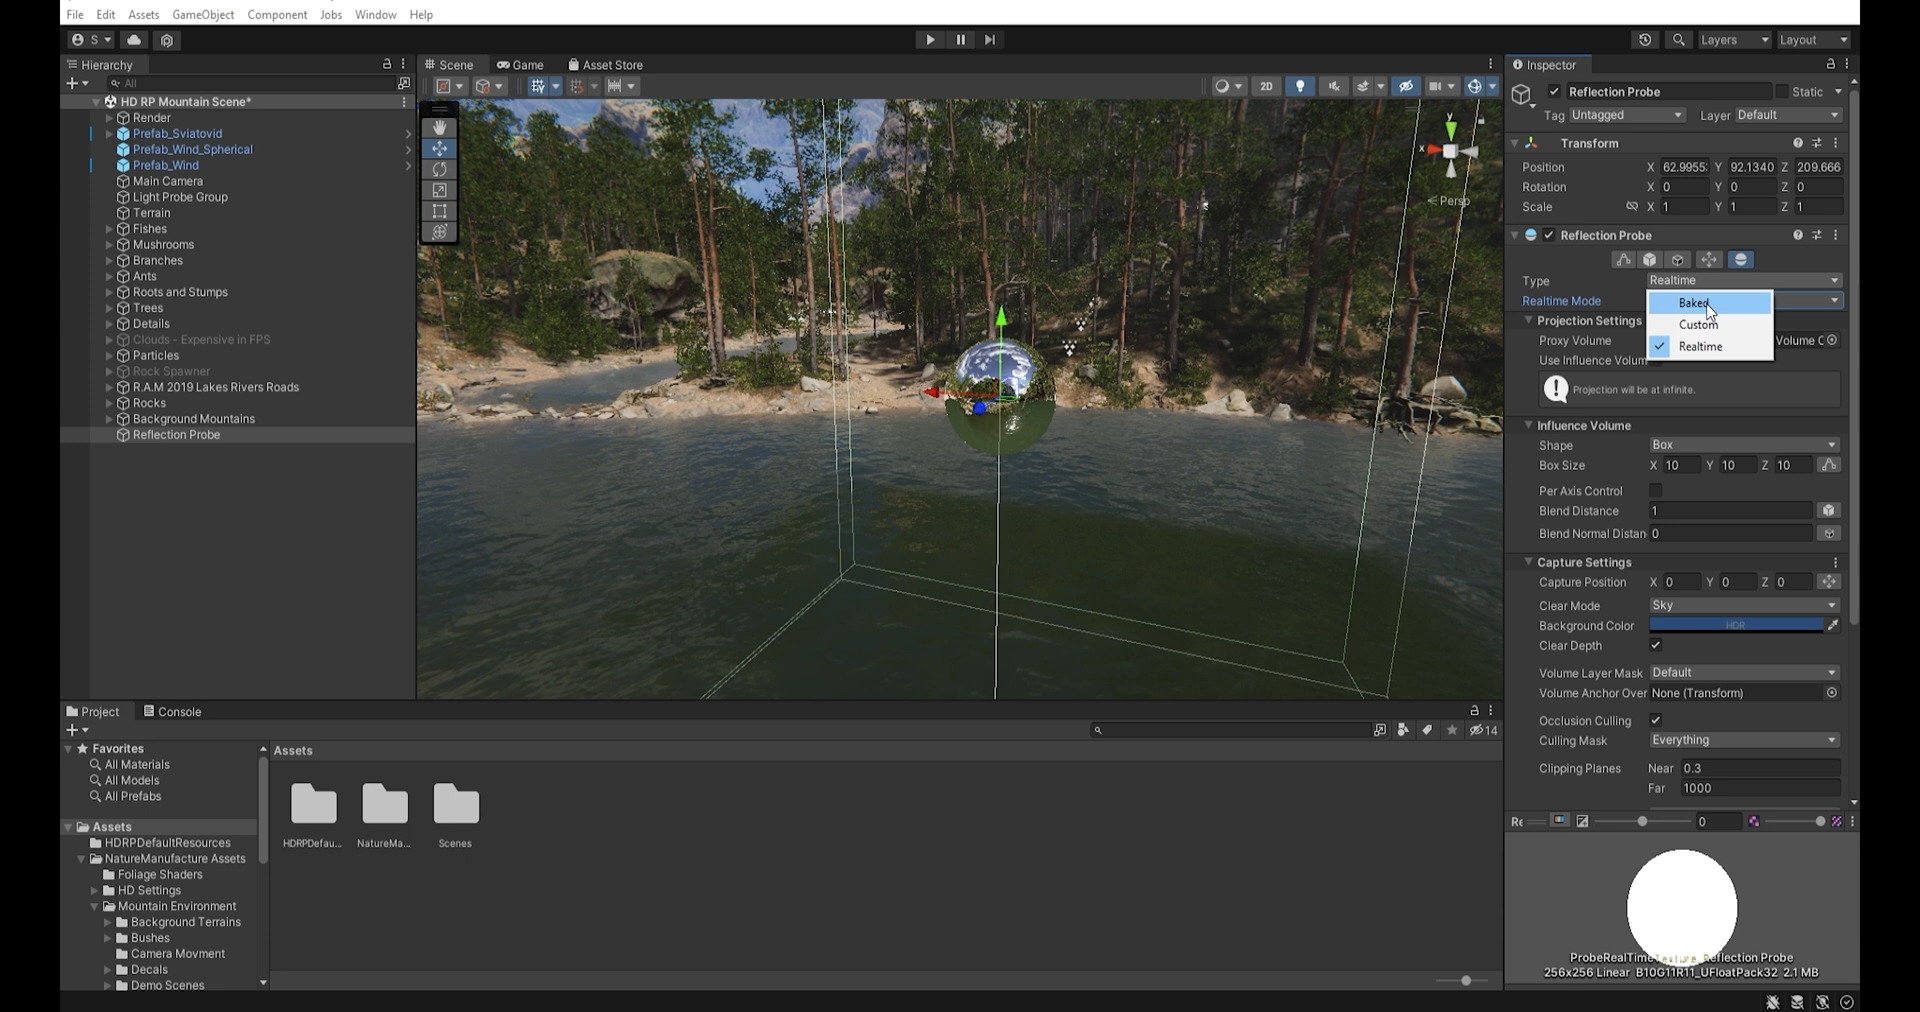 File Edit Assets GameObject Component Jobs Window Help
S
Layers
Layout
Hierarchy
All
HD RP Mountain Scene*
Render
Prefab_Sviatovid
Prefab_Wind_Spherical
Prefab_Wind
Main Camera
Light Probe Group
Terrain
Fishes
Mushrooms
Branches
Ants
Roots and Stumps
Trees
Details
Clouds - Expensive in FPS
Particles
Rock Spawner
R.A.M 2019 Lakes Rivers Roads
Rocks
Background Mountains
Reflection Probe
Scene Game Asset Store
2D
y
x
Persp
Inspector
Reflection Probe Static
Tag Untagged Layer Default
Transform
Position X 62.9955 Y 92.1340 Z 209.666
Rotation X 0 Y 0 Z 0
Scale X 1 Y 1 Z 1
Reflection Probe
Type Realtime
Realtime Mode
Baked
Custom
Realtime
Projection Settings
Proxy Volume Volume C
Use Influence Volum
Projection will be at infinite.
Influence Volume
Shape Box
Box Size X 10 Y 10 Z 10
Per Axis Control
Blend Distance 1
Blend Normal Distan 0
Capture Settings
Capture Position X 0 Y 0 Z 0
Clear Mode Sky
Background Color HDR
Clear Depth
Volume Layer Mask Default
Volume Anchor Over None (Transform)
Occlusion Culling
Culling Mask Everything
Clipping Planes Near 0.3
Far 1000
Re 0
ProbeRealTimeTexture_Reflection Probe
256x256 Linear B10G11R11_UFloatPack32 2.1 MB
Project Console
14
Favorites
All Materials
All Models
All Prefabs
Assets
HDRPDefaultResources
NatureManufacture Assets
Foliage Shaders
HD Settings
Mountain Environment
Background Terrains
Bushes
Camera Movment
Decals
Demo Scenes
Assets
HDRPDefau... NatureMa... Scenes